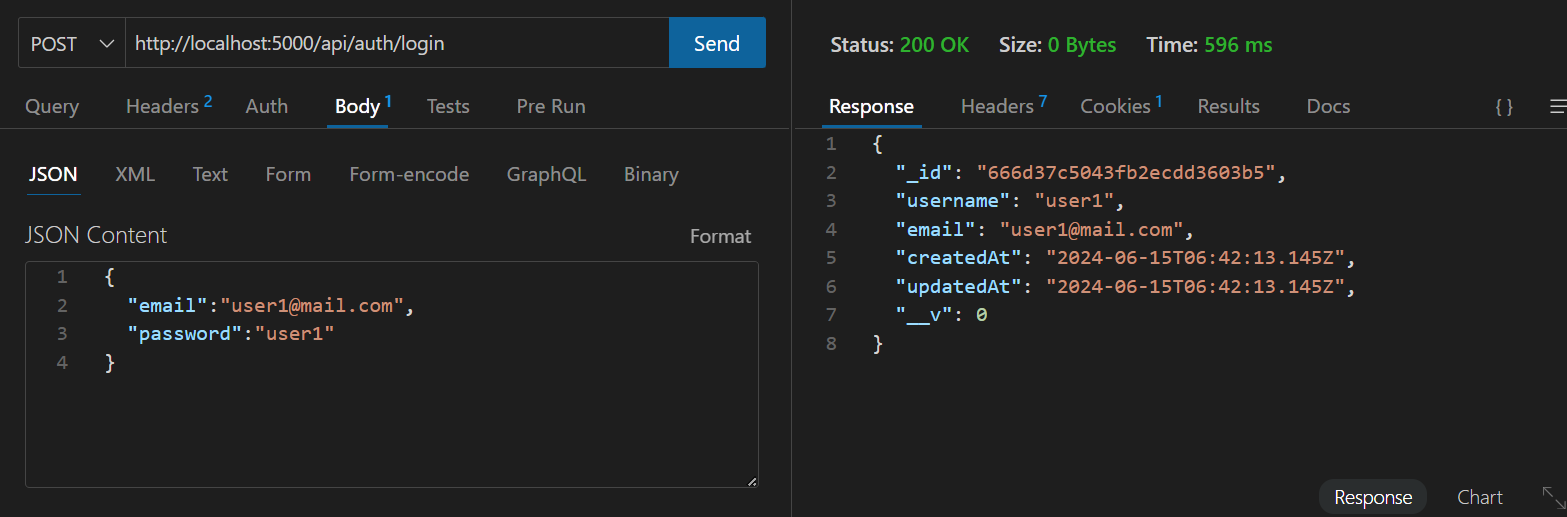 POST http://localhost:5000/api/auth/login Send
Query Headers 2 Auth Body 1 Tests Pre Run
JSON XML Text Form Form-encode GraphQL Binary
JSON Content Format
1 {
2 "email":"user1@mail.com",
3 "password":"user1"
4 }
Status: 200 OK Size: 0 Bytes Time: 596 ms
Response Headers 7 Cookies 1 Results Docs { }
1 {
2 "_id": "666d37c5043fb2ecdd3603b5",
3 "username": "user1",
4 "email": "user1@mail.com",
5 "createdAt": "2024-06-15T06:42:13.145Z",
6 "updatedAt": "2024-06-15T06:42:13.145Z",
7 "__v": 0
8 }
Response Chart